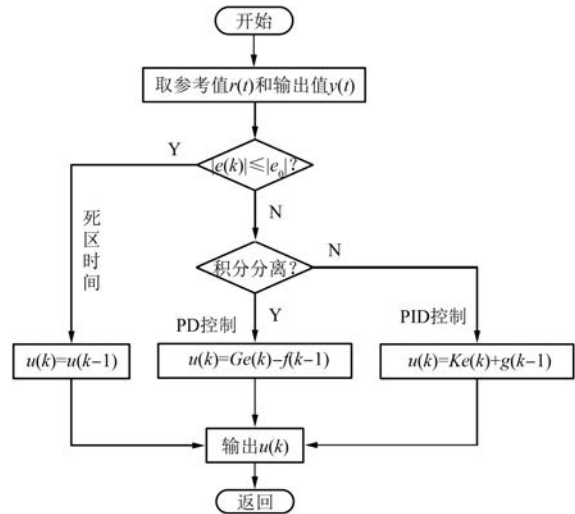 开始
取参考值r(t)和输出值y(t)
|e(k)|≤|e₀|?
Y
N
死区时间
积分分离?
N
Y
PD控制
PID控制
u(k)=u(k−1)
u(k)=Ge(k)−f(k−1)
u(k)=Ke(k)+g(k−1)
输出u(k)
返回